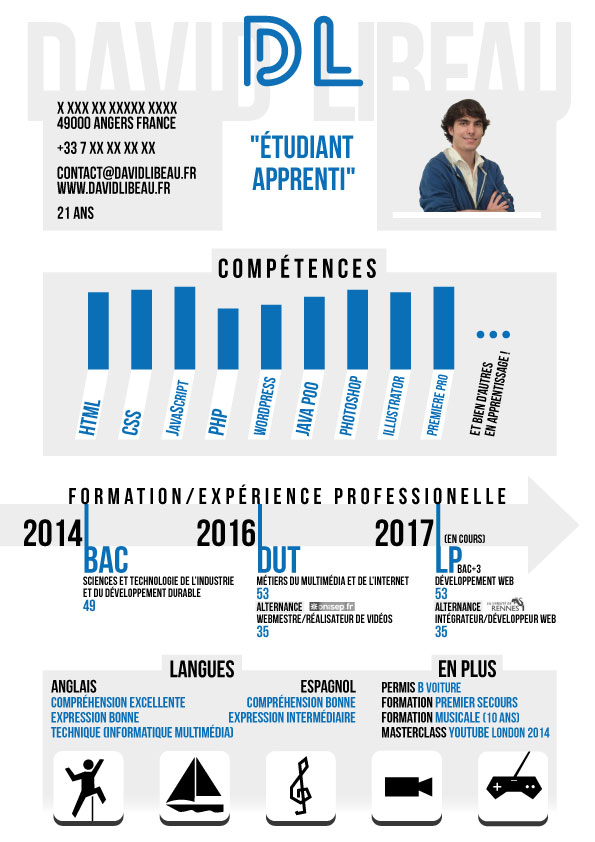 DAVID LIBEAU
DL
X XXX XX XXXXX XXXX
49000 ANGERS FRANCE
+33 7 XX XX XX XX
CONTACT@DAVIDLIBEAU.FR
WWW.DAVIDLIBEAU.FR
21 ANS
"ÉTUDIANT
APPRENTI"
COMPÉTENCES
HTML
CSS
JAVASCRIPT
PHP
WORDPRESS
JAVA POO
PHOTOSHOP
ILLUSTRATOR
PREMIERE PRO
ET BIEN D'AUTRES
EN APPRENTISSAGE !
FORMATION/EXPÉRIENCE PROFESSIONELLE
2014
BAC
SCIENCES ET TECHNOLOGIE DE L'INDUSTRIE
ET DU DÉVELOPPEMENT DURABLE
49
2016
DUT
MÉTIERS DU MULTIMÉDIA ET DE L'INTERNET
53
ALTERNANCE onisep.fr
WEBMESTRE/RÉALISATEUR DE VIDÉOS
35
2017 (EN COURS)
LP BAC+3
DÉVELOPPEMENT WEB
53
ALTERNANCE RENNES
INTÉGRATEUR/DÉVELOPPEUR WEB
35
LANGUES
ANGLAIS
COMPRÉHENSION EXCELLENTE
EXPRESSION BONNE
TECHNIQUE (INFORMATIQUE MULTIMÉDIA)
ESPAGNOL
COMPRÉHENSION BONNE
EXPRESSION INTERMÉDIAIRE
EN PLUS
PERMIS B VOITURE
FORMATION PREMIER SECOURS
FORMATION MUSICALE (10 ANS)
MASTERCLASS YOUTUBE LONDON 2014